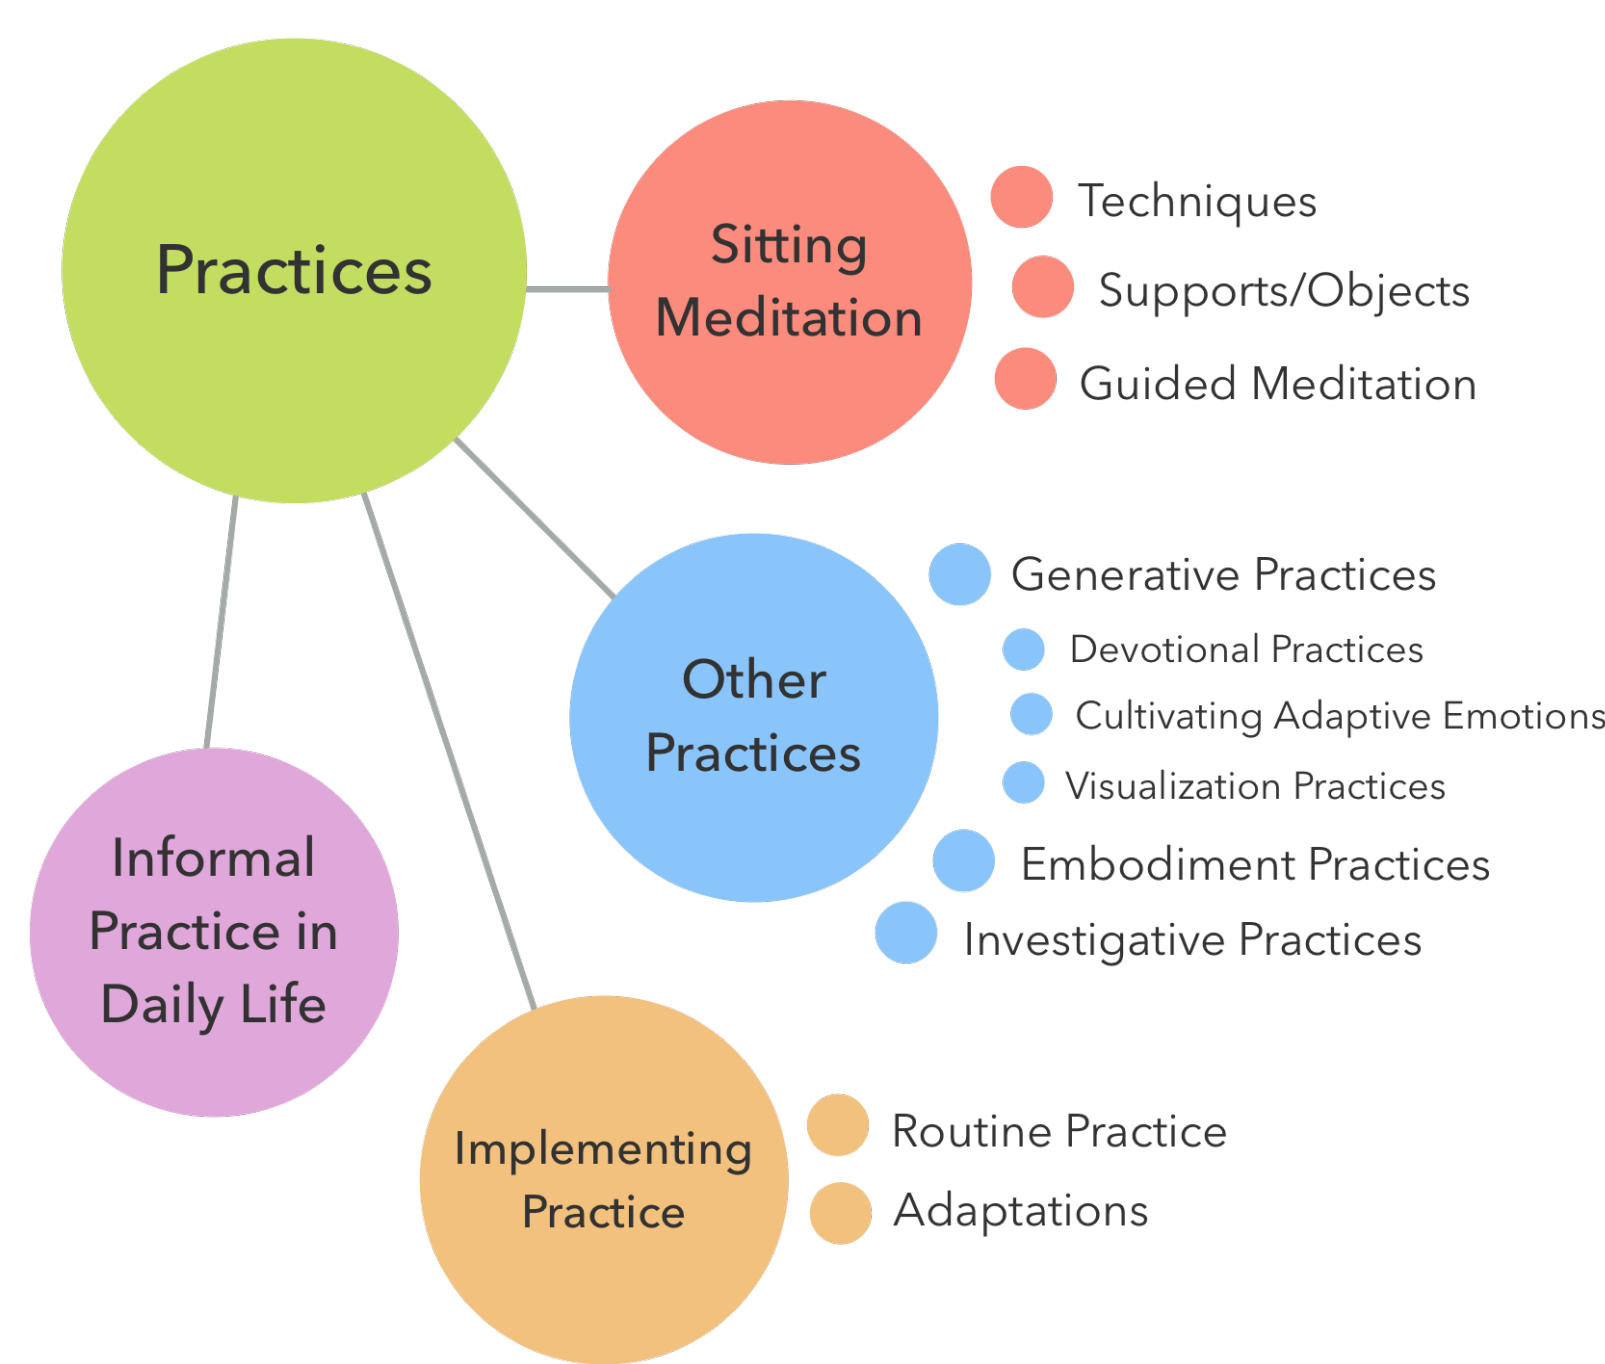 Practices
Sitting
Meditation
Techniques
Supports/Objects
Guided Meditation
Other
Practices
Generative Practices
Devotional Practices
Cultivating Adaptive Emotions
Visualization Practices
Embodiment Practices
Investigative Practices
Informal
Practice in
Daily Life
Implementing
Practice
Routine Practice
Adaptations